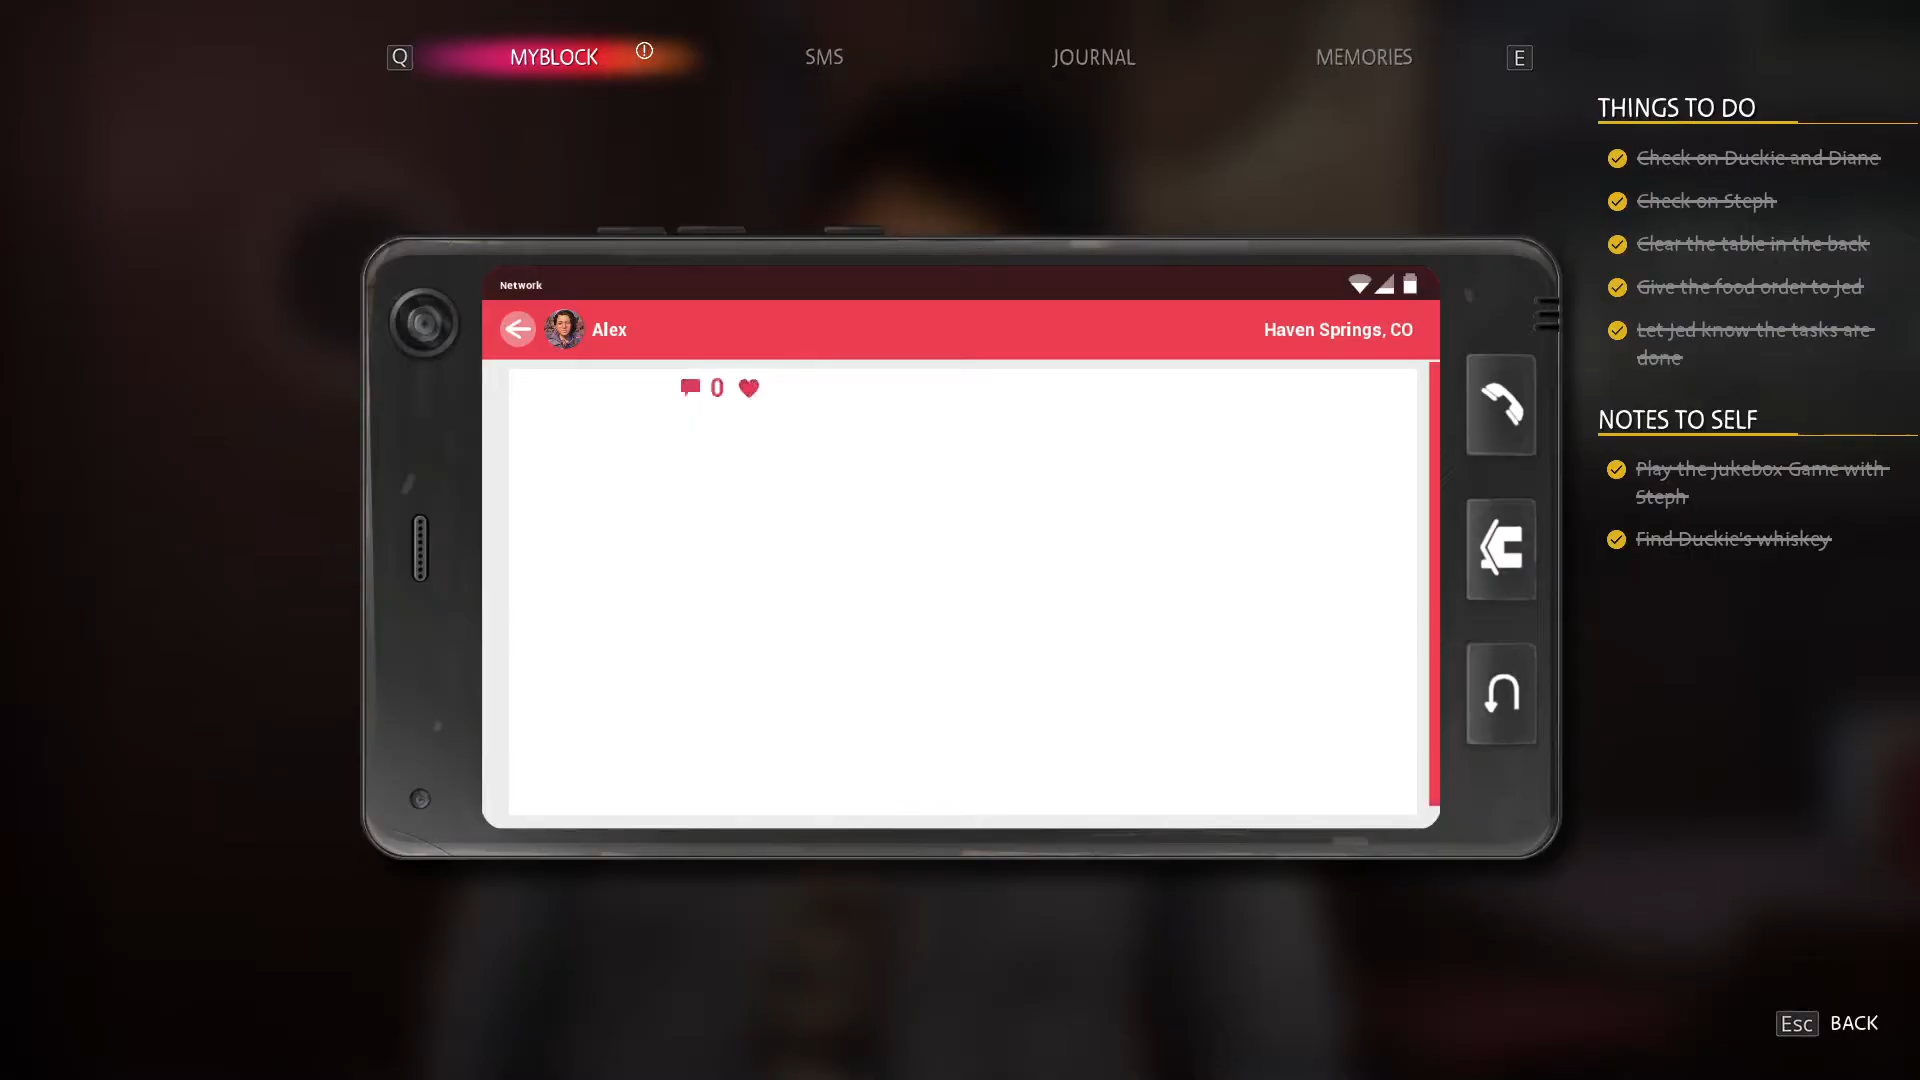 Q
MYBLOCK
SMS
JOURNAL
MEMORIES
E
THINGS TO DO
Check on Duckie and Diane
Check on Steph
Clear the table in the back
Give the food order to Jed
Let Jed know the tasks are
done
NOTES TO SELF
Play the Jukebox Game with
Steph
Find Duckie's whiskey
Network
Alex
Haven Springs, CO
0
Esc BACK